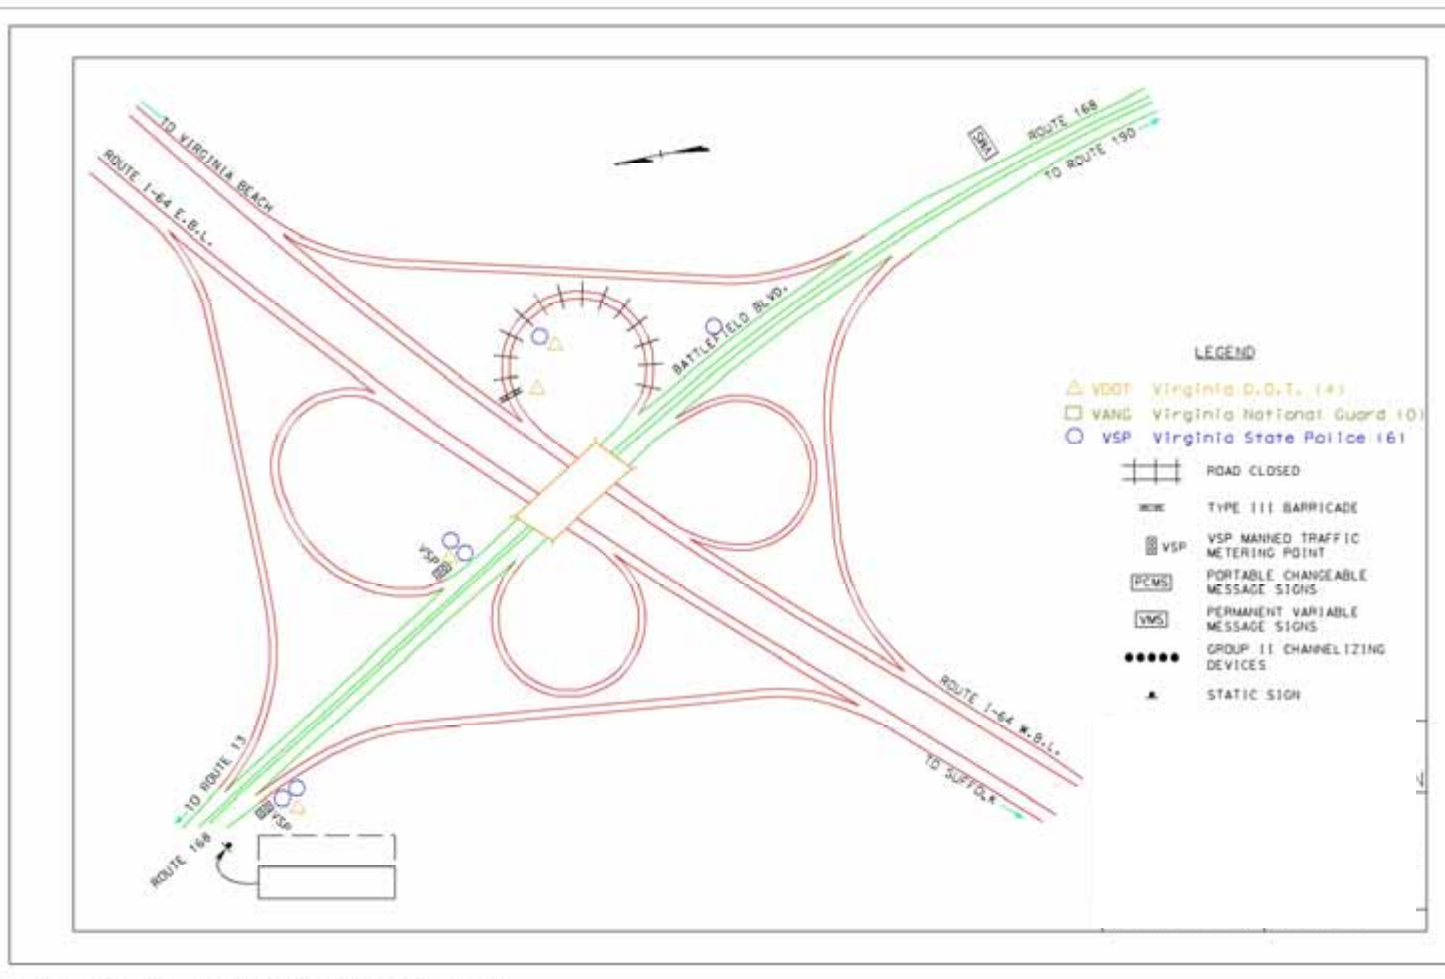 TO VIRGINIA BEACH
ROUTE I-64 E.B.L.
VMS
ROUTE 168
TO ROUTE 190
BATTLEFIELD BLVD.
VSP
TO ROUTE 13
ROUTE 168
VSP
ROUTE I-64 W.B.L.
TO SUFFOLK
LEGEND
VDOT Virginia D.O.T. (4)
VANG Virginia National Guard (0)
VSP Virginia State Police (6)
ROAD CLOSED
TYPE III BARRICADE
VSP VSP MANNED TRAFFIC
METERING POINT
PCMS PORTABLE CHANGEABLE
MESSAGE SIGNS
VMS PERMANENT VARIABLE
MESSAGE SIGNS
GROUP II CHANNELIZING
DEVICES
STATIC SIGN